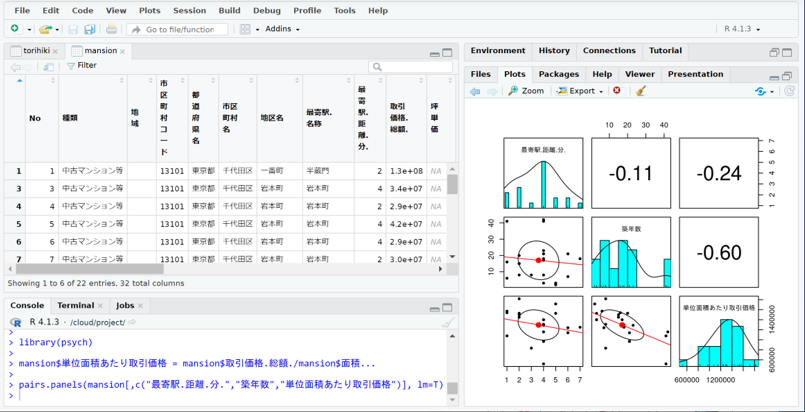 File Edit Code View Plots Session Build Debug Profile Tools Help
Go to file/function Addins R 4.1.3
torihiki mansion
Filter
No 種類 地域 市区町村コード 都道府県名 市区町村名 地区名 最寄駅.名称 最寄駅.距離.分. 取引価格.総額. 坪単価
1 1 中古マンション等 13101 東京都 千代田区 一番町 半蔵門 2 1.3e+08 NA
3 3 中古マンション等 13101 東京都 千代田区 岩本町 岩本町 4 3.4e+07 NA
4 4 中古マンション等 13101 東京都 千代田区 岩本町 岩本町 2 2.9e+07 NA
5 5 中古マンション等 13101 東京都 千代田区 岩本町 岩本町 4 4.2e+07 NA
6 6 中古マンション等 13101 東京都 千代田区 岩本町 岩本町 4 2.9e+07 NA
7 7 中古マンション等 13101 東京都 千代田区 岩本町 岩本町 2 3.0e+07 NA
Showing 1 to 6 of 22 entries, 32 total columns
Console Terminal Jobs
R 4.1.3 · /cloud/project/
>
> library(psych)
>
> mansion$単位面積あたり取引価格 = mansion$取引価格.総額./mansion$面積...
>
> pairs.panels(mansion[,c("最寄駅.距離.分.","築年数","単位面積あたり取引価格")], lm=T)
>
Environment History Connections Tutorial
Files Plots Packages Help Viewer Presentation
Zoom Export
10 20 30 40
最寄駅.距離.分.
-0.11
-0.24
1 2 3 4 5 6 7
10 20 30 40
築年数
-0.60
単位面積あたり取引価格
600000 1400000
1 2 3 4 5 6 7
600000 1200000